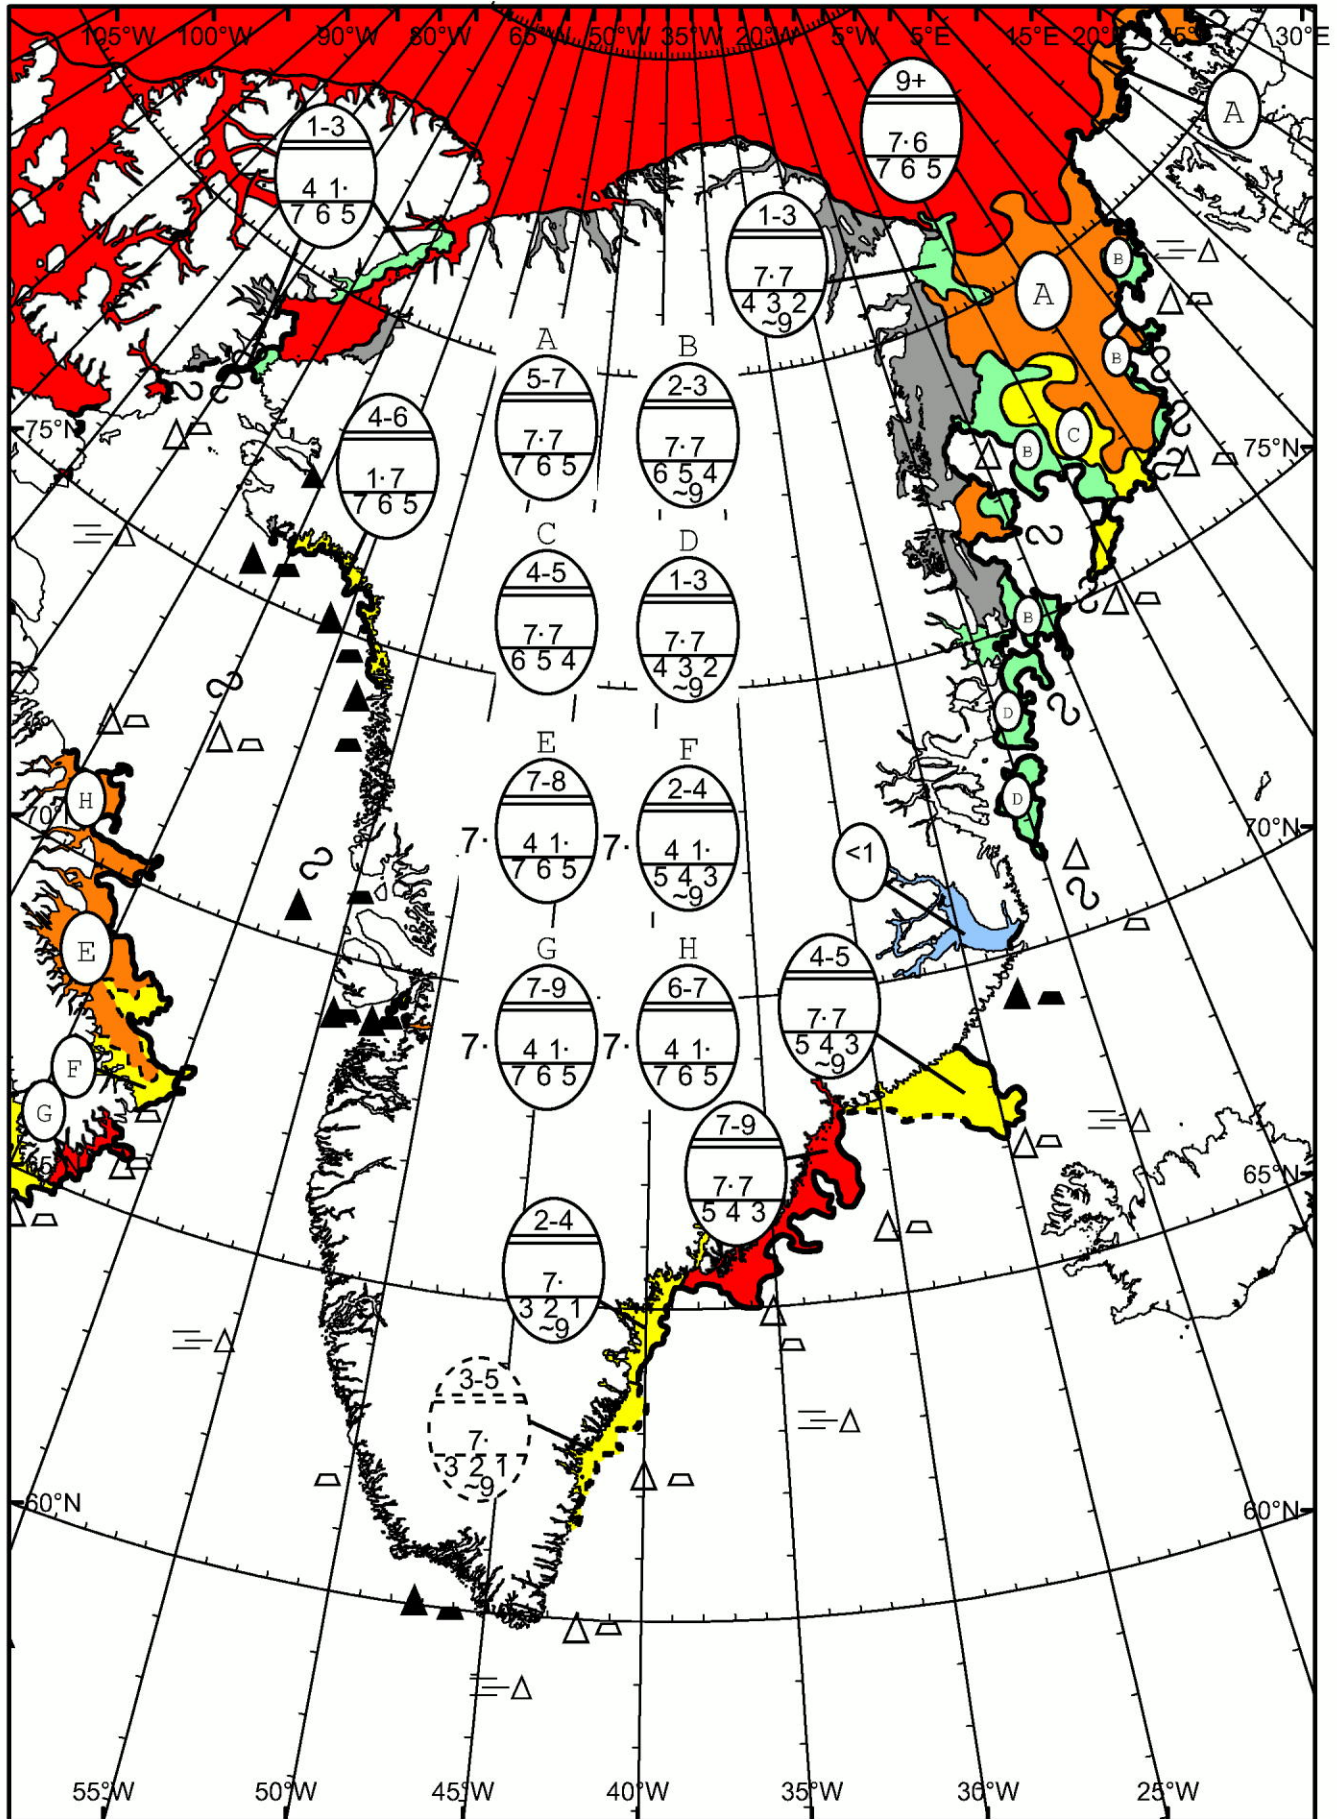 105°W 100°W 90°W 80°W 65°W 50°W 35°W 20°W 5°W 5°E 15°E 20°E 25°E 30°E
9+
7·6
7 6 5
A
1-3
4 1·
7 6 5
1-3
7·7
4 3 2
~9
B
A
B
75°N
4-6
1·7
7 6 5
A
5-7
7·7
7 6 5
B
2-3
7·7
6 5 4
~9
C
B
75°N
C
4-5
7·7
6 5 4
D
1-3
7·7
4 3 2
~9
B
D
E
7-8
7· 4 1·
7 6 5
F
2-4
7· 4 1·
5 4 3
~9
D
H
70°N
70°N
<1
E
G
7-9
7· 4 1·
7 6 5
H
6-7
7· 4 1·
7 6 5
4-5
7·7
5 4 3
~9
F
G
7-9
7·7
5 4 3
65°N
65°N
2-4
7·
3 2 1
~9
3-5
7·
3 2 1
~9
60°N
60°N
55°W 50°W 45°W 40°W 35°W 30°W 25°W